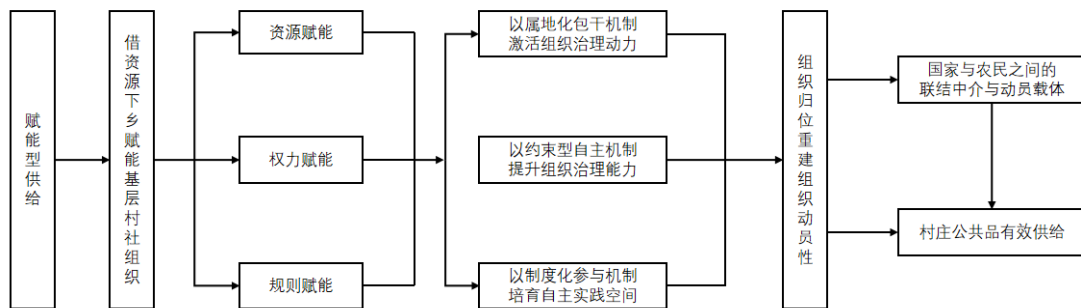 赋能型供给
借资源下乡赋能基层村社组织
资源赋能
权力赋能
规则赋能
以属地化包干机制
激活组织治理动力
以约束型自主机制
提升组织治理能力
以制度化参与机制
培育自主实践空间
组织归位重建组织动员性
国家与农民之间的
联结中介与动员载体
村庄公共品有效供给